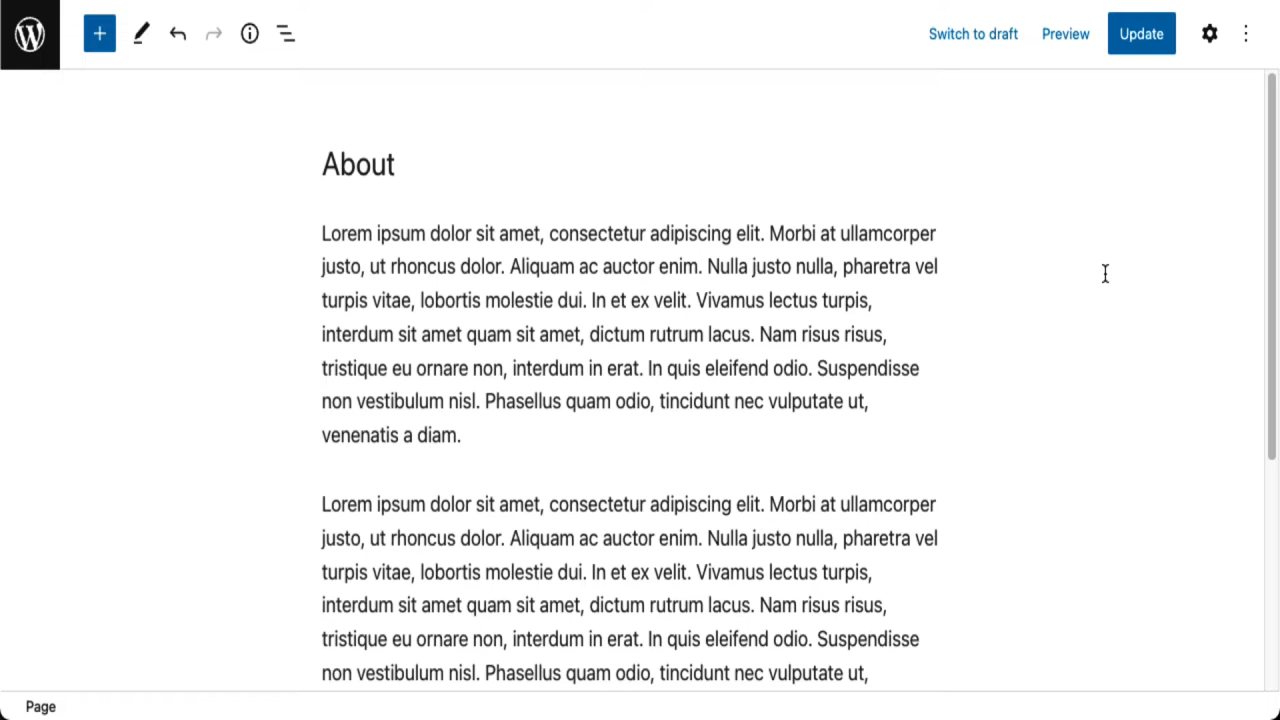 Switch to draft Preview Update
About
Lorem ipsum dolor sit amet, consectetur adipiscing elit. Morbi at ullamcorper
justo, ut rhoncus dolor. Aliquam ac auctor enim. Nulla justo nulla, pharetra vel
turpis vitae, lobortis molestie dui. In et ex velit. Vivamus lectus turpis,
interdum sit amet quam sit amet, dictum rutrum lacus. Nam risus risus,
tristique eu ornare non, interdum in erat. In quis eleifend odio. Suspendisse
non vestibulum nisl. Phasellus quam odio, tincidunt nec vulputate ut,
venenatis a diam.
Lorem ipsum dolor sit amet, consectetur adipiscing elit. Morbi at ullamcorper
justo, ut rhoncus dolor. Aliquam ac auctor enim. Nulla justo nulla, pharetra vel
turpis vitae, lobortis molestie dui. In et ex velit. Vivamus lectus turpis,
interdum sit amet quam sit amet, dictum rutrum lacus. Nam risus risus,
tristique eu ornare non, interdum in erat. In quis eleifend odio. Suspendisse
non vestibulum nisl. Phasellus quam odio, tincidunt nec vulputate ut,
Page